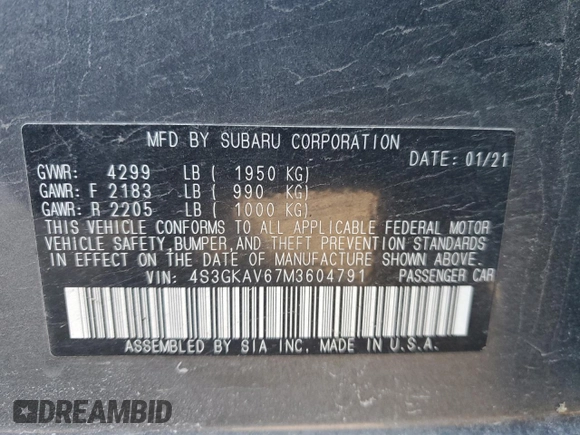 MFD BY SUBARU CORPORATION
DATE: 01/21
GVWR: 4299 LB ( 1950 KG)
GAWR: F 2183 LB ( 990 KG)
GAWR: R 2205 LB ( 1000 KG)
THIS VEHICLE CONFORMS TO ALL APPLICABLE FEDERAL MOTOR
VEHICLE SAFETY,BUMPER,AND THEFT PREVENTION STANDARDS
IN EFFECT ON THE DATE OF MANUFACTURE SHOWN ABOVE.
VIN: 4S3GKAV67M3604791 PASSENGER CAR
ASSEMBLED BY SIA INC. MADE IN U.S.A.
DREAMBID